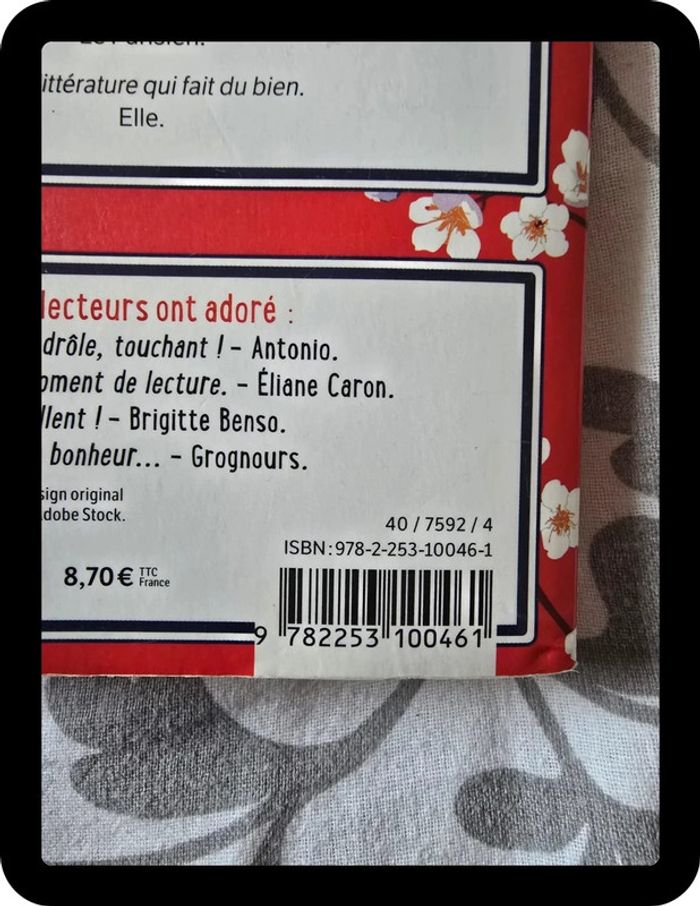 ittérature qui fait du bien.
Elle.
lecteurs ont adoré :
drôle, touchant ! – Antonio.
oment de lecture. – Éliane Caron.
llent ! – Brigitte Benso.
bonheur... – Grognours.
sign original
dobe Stock.
40 / 7592 / 4
ISBN : 978-2-253-10046-1
8,70 € TTC France
9 782253 100461